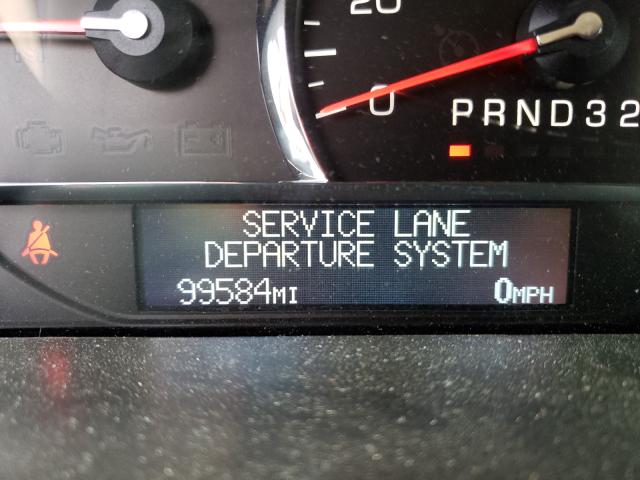 20
0
PRND32
SERVICE LANE
DEPARTURE SYSTEM
99584MI 0MPH